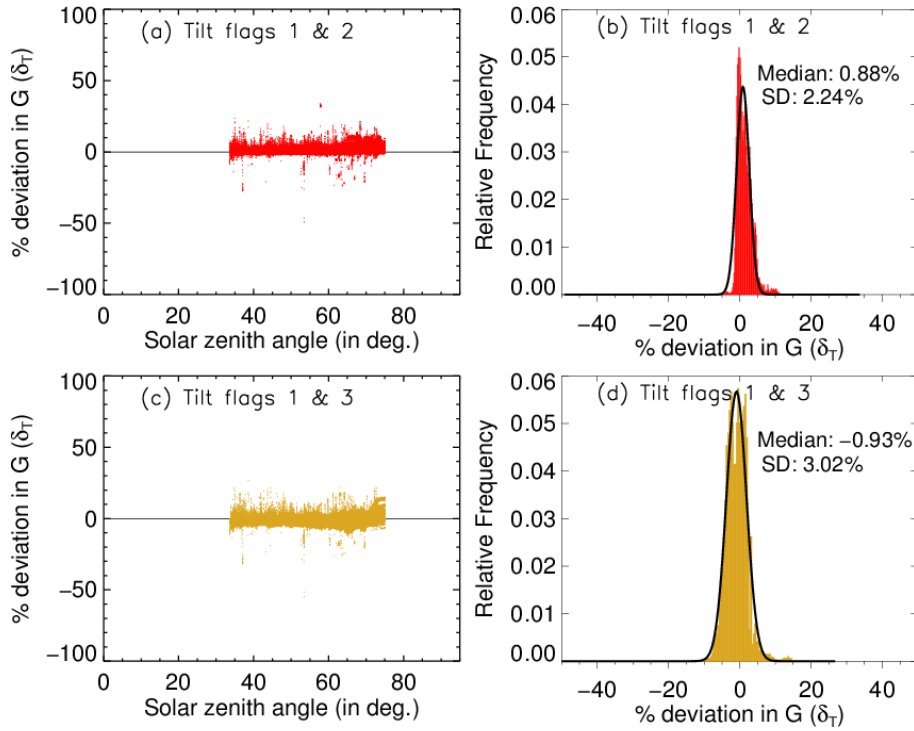 (a) Tilt flags 1 & 2
% deviation in G (δT)
100
50
0
−50
−100
0 20 40 60 80
Solar zenith angle (in deg.)
(b) Tilt flags 1 & 2
Median: 0.88%
SD: 2.24%
Relative Frequency
0.06
0.05
0.04
0.03
0.02
0.01
0.00
−40 −20 0 20 40
% deviation in G (δT)
(c) Tilt flags 1 & 3
% deviation in G (δT)
100
50
0
−50
−100
0 20 40 60 80
Solar zenith angle (in deg.)
(d) Tilt flags 1 & 3
Median: −0.93%
SD: 3.02%
Relative Frequency
0.06
0.05
0.04
0.03
0.02
0.01
0.00
−40 −20 0 20 40
% deviation in G (δT)